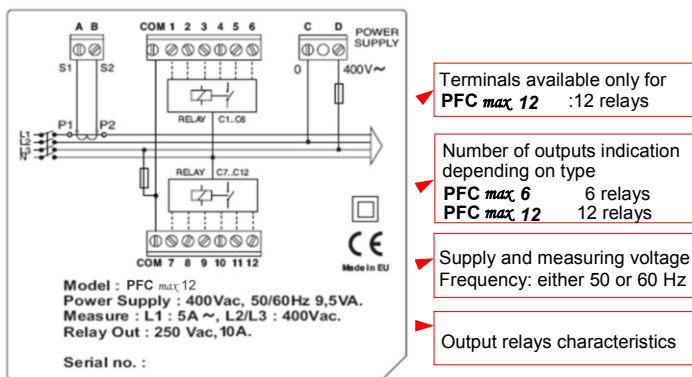 A B
COM 1 2 3 4 5 6
C D
POWER
SUPPLY
S1 S2
0 400V~
RELAY C1..C6
P1 P2
L1
L2
L3
N
RELAY C7..C12
COM 7 8 9 10 11 12
CE
Made in EU
Model : PFC max 12
Power Supply : 400Vac, 50/60Hz 9,5VA.
Measure : L1 : 5A ~, L2/L3 : 400Vac.
Relay Out : 250 Vac,10A.
Serial no. :
Terminals available only for
PFC max 12 :12 relays
Number of outputs indication
depending on type
PFC max 6 6 relays
PFC max 12 12 relays
Supply and measuring voltage
Frequency: either 50 or 60 Hz
Output relays characteristics